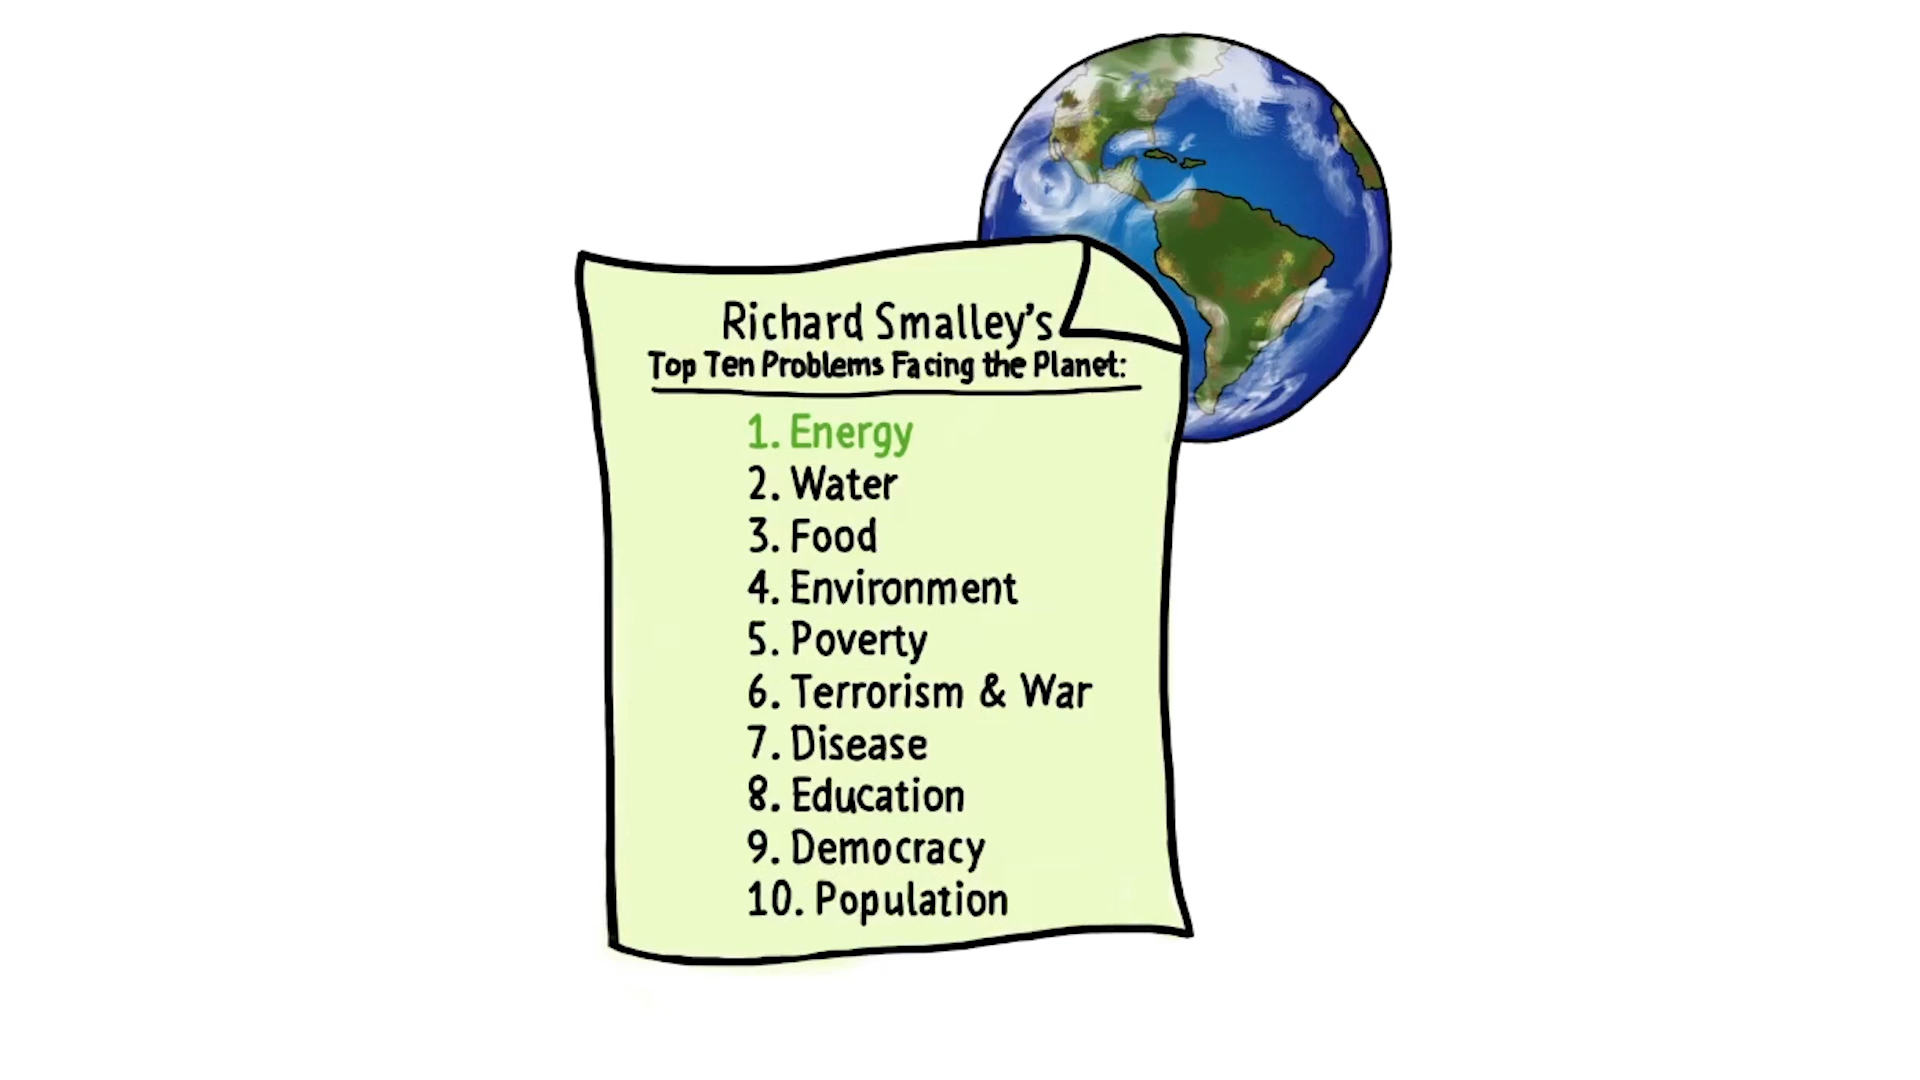 Richard Smalley's
Top Ten Problems Facing the Planet:
1. Energy
2. Water
3. Food
4. Environment
5. Poverty
6. Terrorism & War
7. Disease
8. Education
9. Democracy
10. Population